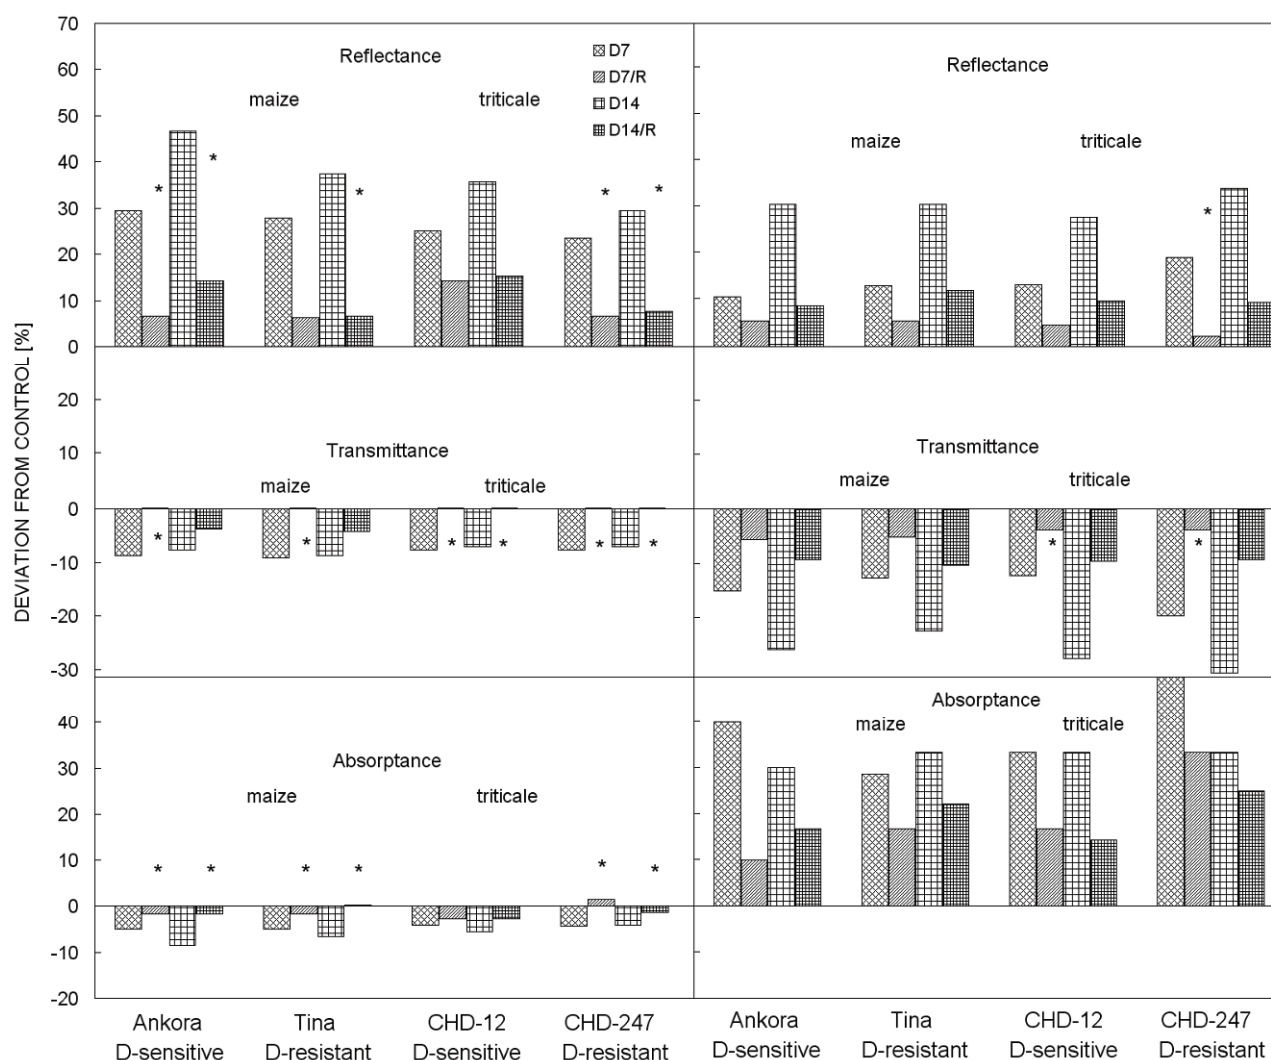 DEVIATION FROM CONTROL [%]
70
60
50
40
30
20
10
0
Reflectance
maize
triticale
D7
D7/R
D14
D14/R
*
*
*
*
*
Reflectance
maize
triticale
*
20
10
0
-10
-20
-30
Transmittance
maize
triticale
*
*
*
*
*
*
Transmittance
maize
triticale
*
*
40
30
20
10
0
-10
-20
Absorptance
maize
triticale
*
*
*
*
*
*
Absorptance
maize
triticale
Ankora
D-sensitive
Tina
D-resistant
CHD-12
D-sensitive
CHD-247
D-resistant
Ankora
D-sensitive
Tina
D-resistant
CHD-12
D-sensitive
CHD-247
D-resistant